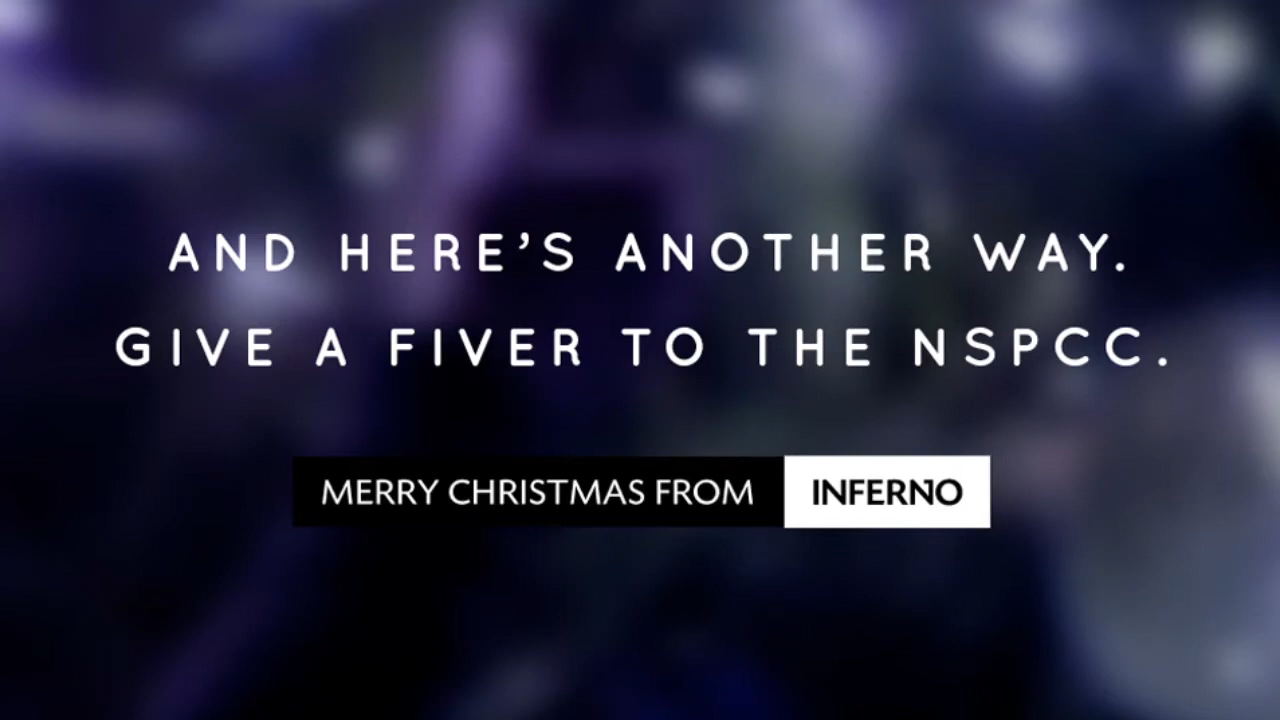 AND HERE’S ANOTHER WAY.
GIVE A FIVER TO THE NSPCC.
MERRY CHRISTMAS FROM INFERNO